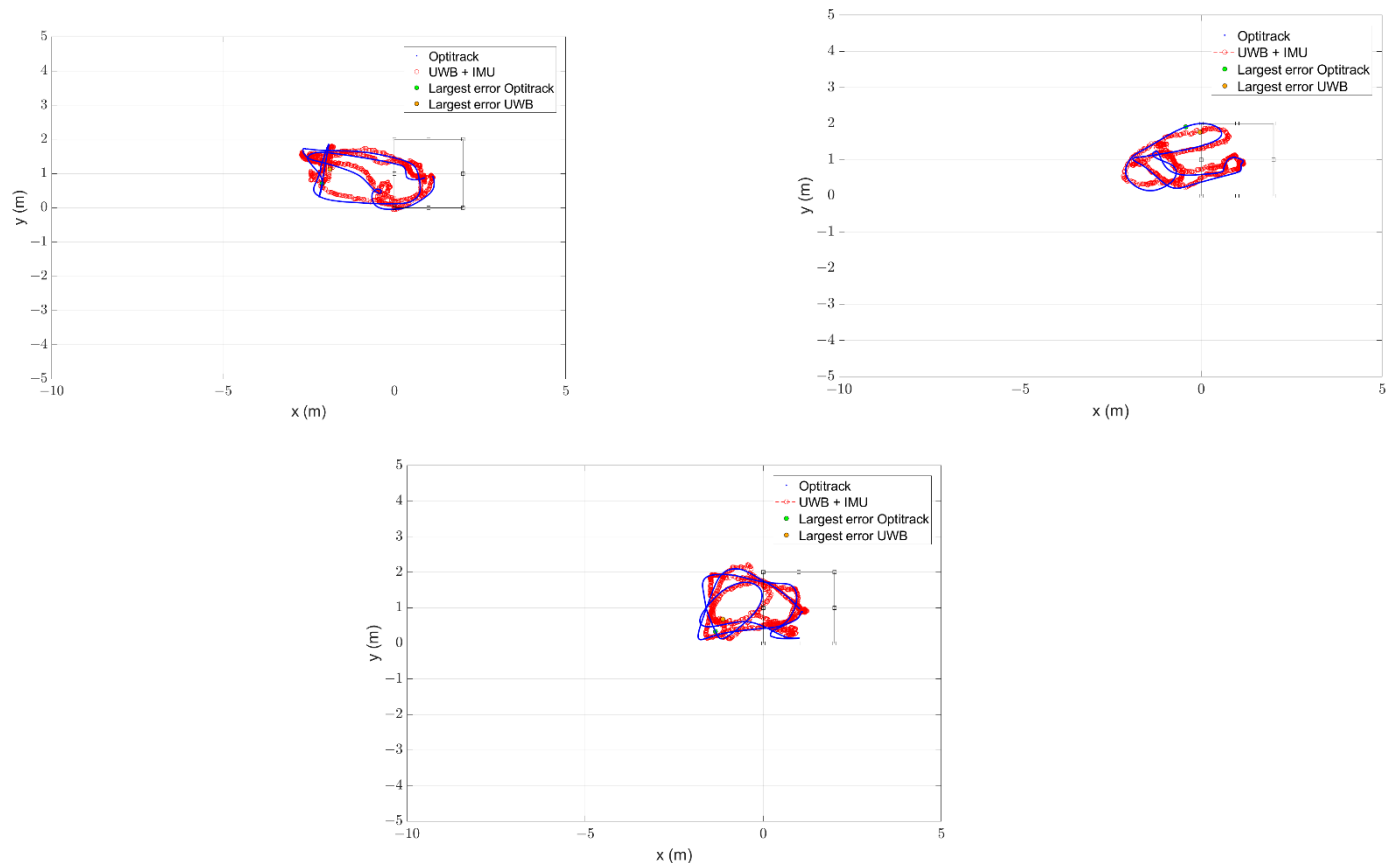 5
4
3
2
1
0
−1
−2
−3
−4
−5
−10
−5
0
5
x (m)
y (m)
Optitrack
UWB + IMU
Largest error Optitrack
Largest error UWB
5
4
3
2
1
0
−1
−2
−3
−4
−5
−10
−5
0
5
x (m)
y (m)
Optitrack
UWB + IMU
Largest error Optitrack
Largest error UWB
5
4
3
2
1
0
−1
−2
−3
−4
−5
−10
−5
0
5
x (m)
y (m)
Optitrack
UWB + IMU
Largest error Optitrack
Largest error UWB